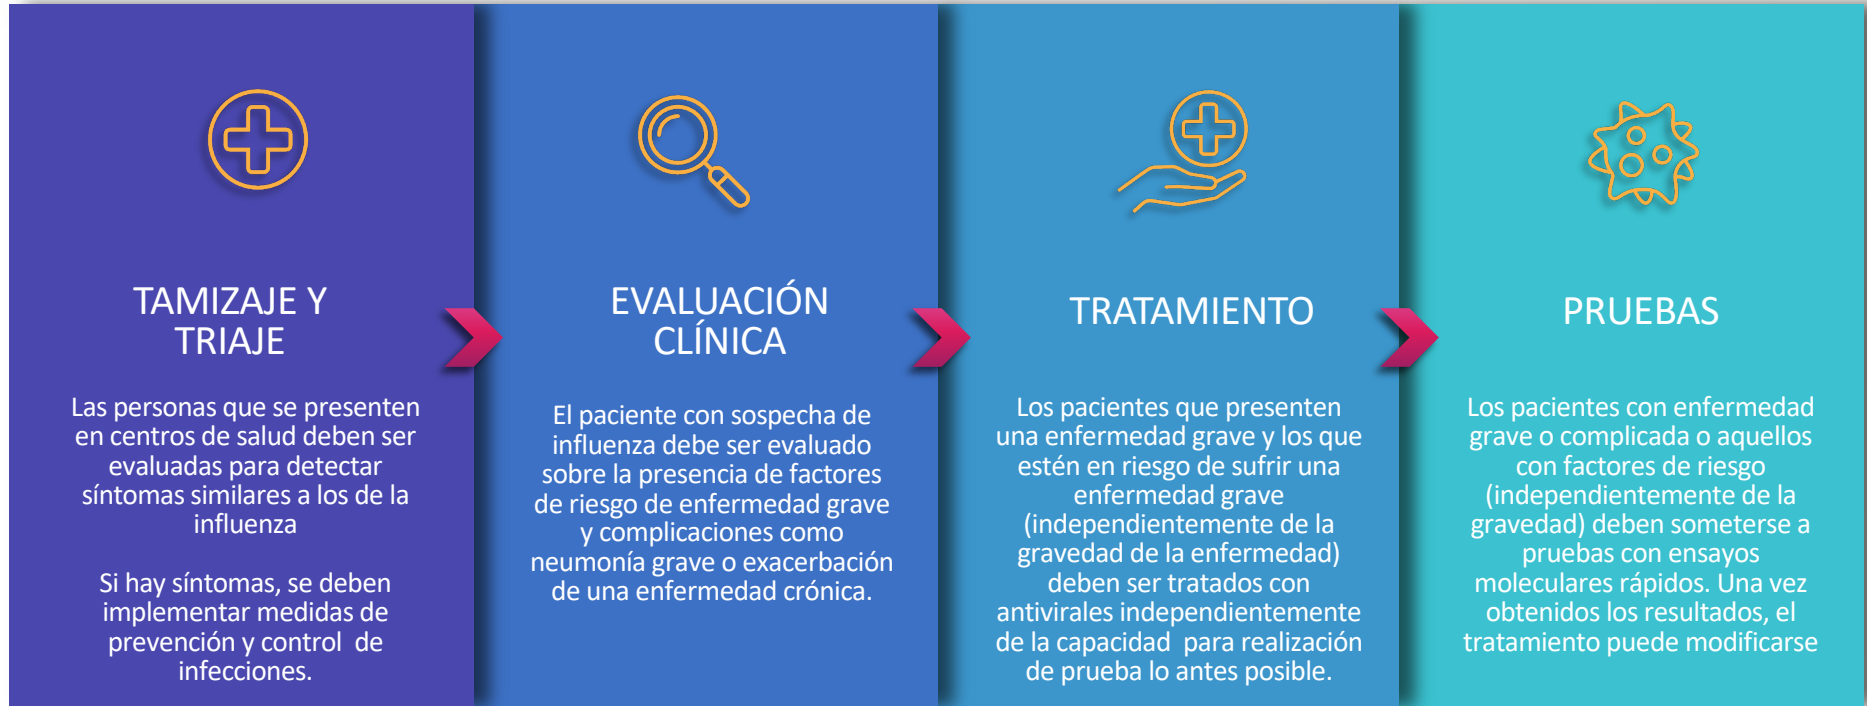 TAMIZAJE Y
TRIAJE
Las personas que se presenten
en centros de salud deben ser
evaluadas para detectar
síntomas similares a los de la
influenza
Si hay síntomas, se deben
implementar medidas de
prevención y control  de
infecciones.
EVALUACIÓN
CLÍNICA
El paciente con sospecha de
influenza debe ser evaluado
sobre la presencia de factores
de riesgo de enfermedad grave
y complicaciones como
neumonía grave o exacerbación
de una enfermedad crónica.
TRATAMIENTO
Los pacientes que presenten
una enfermedad grave y los que
estén en riesgo de sufrir una
enfermedad grave
(independientemente de la
gravedad de la enfermedad)
deben ser tratados con
antivirales independientemente
de la capacidad  para realización
de prueba lo antes posible.
PRUEBAS
Los pacientes con enfermedad
grave o complicada o aquellos
con factores de riesgo
(independientemente de la
gravedad) deben someterse a
pruebas con ensayos
moleculares rápidos. Una vez
obtenidos los resultados, el
tratamiento puede modificarse